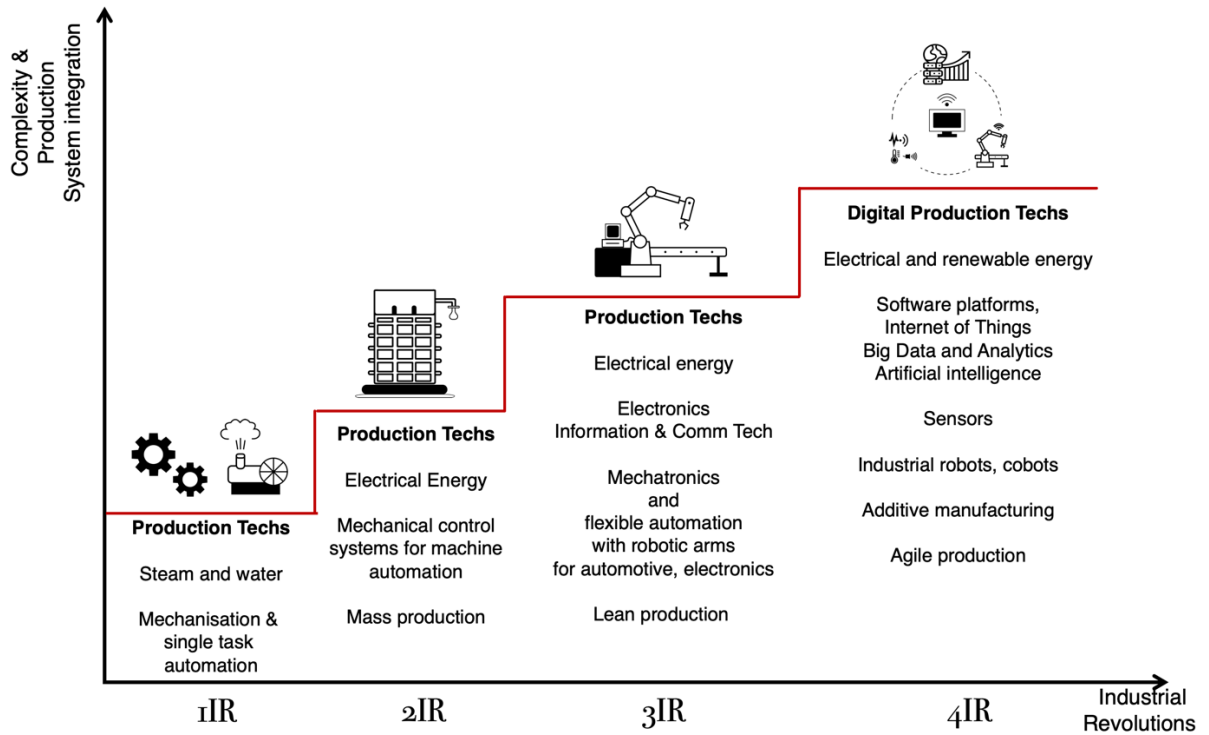 Complexity &
Production
System integration
Production Techs
Steam and water
Mechanisation &
single task
automation
Production Techs
Electrical Energy
Mechanical control
systems for machine
automation
Mass production
Production Techs
Electrical energy
Electronics
Information & Comm Tech
Mechatronics
and
flexible automation
with robotic arms
for automotive, electronics
Lean production
Digital Production Techs
Electrical and renewable energy
Software platforms,
Internet of Things
Big Data and Analytics
Artificial intelligence
Sensors
Industrial robots, cobots
Additive manufacturing
Agile production
1IR
2IR
3IR
4IR
Industrial
Revolutions